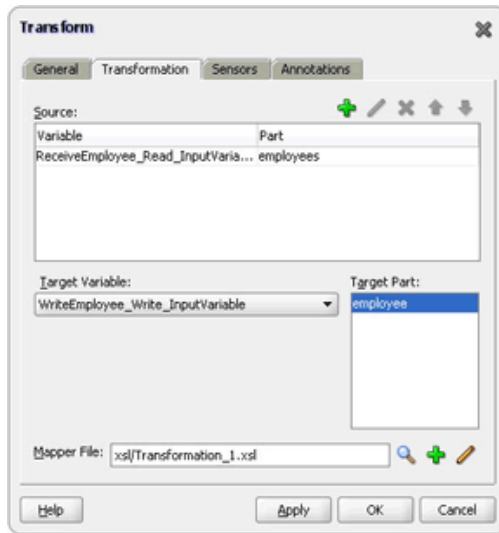 Transform
General Transformation Sensors Annotations
Source:
Variable Part
ReceiveEmployee_Read_InputVaria... employees
Target Variable: Target Part:
WriteEmployee_Write_InputVariable employee
Mapper File: xsl/Transformation_1.xsl
Help Apply OK Cancel